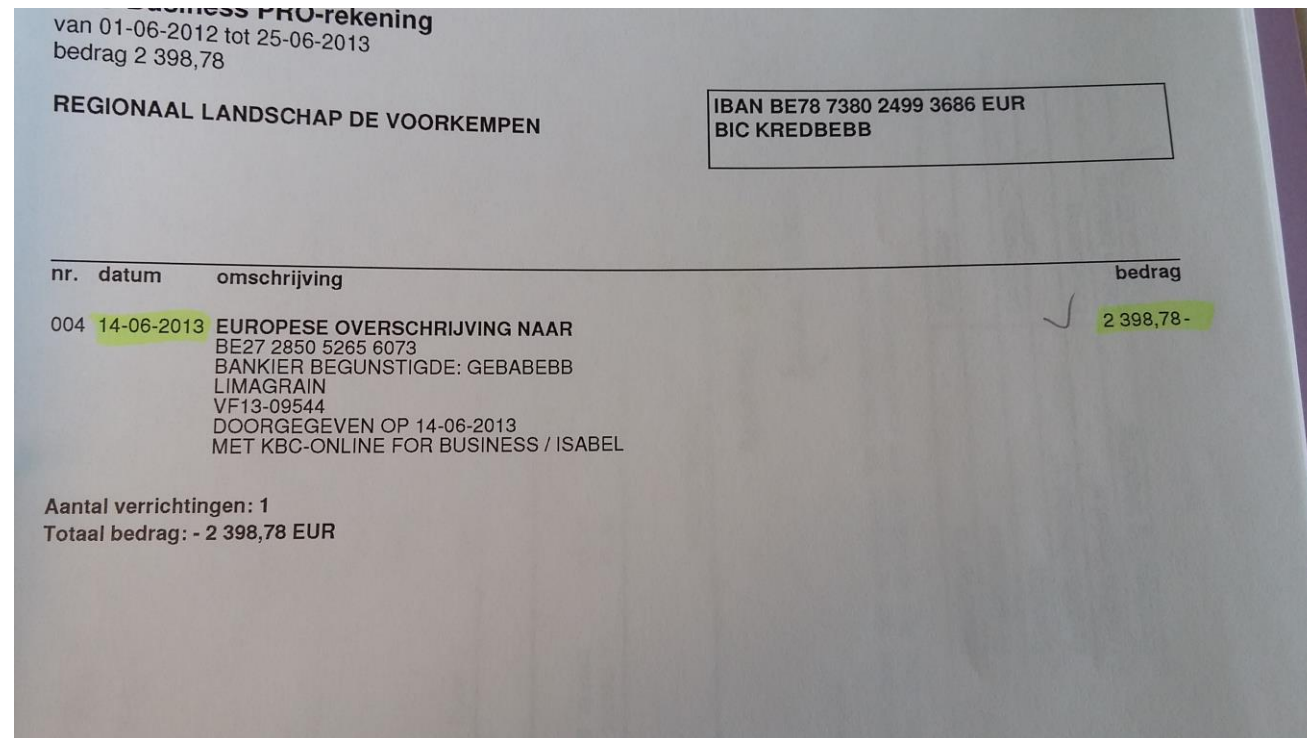 Business PRO-rekening
van 01-06-2012 tot 25-06-2013
bedrag 2 398,78
REGIONAAL LANDSCHAP DE VOORKEMPEN
IBAN BE78 7380 2499 3686 EUR
BIC KREDBEBB
nr. datum omschrijving bedrag
004 14-06-2013 EUROPESE OVERSCHRIJVING NAAR 2 398,78-
BE27 2850 5265 6073
BANKIER BEGUNSTIGDE: GEBABEBB
LIMAGRAIN
VF13-09544
DOORGEGEVEN OP 14-06-2013
MET KBC-ONLINE FOR BUSINESS / ISABEL
Aantal verrichtingen: 1
Totaal bedrag: - 2 398,78 EUR